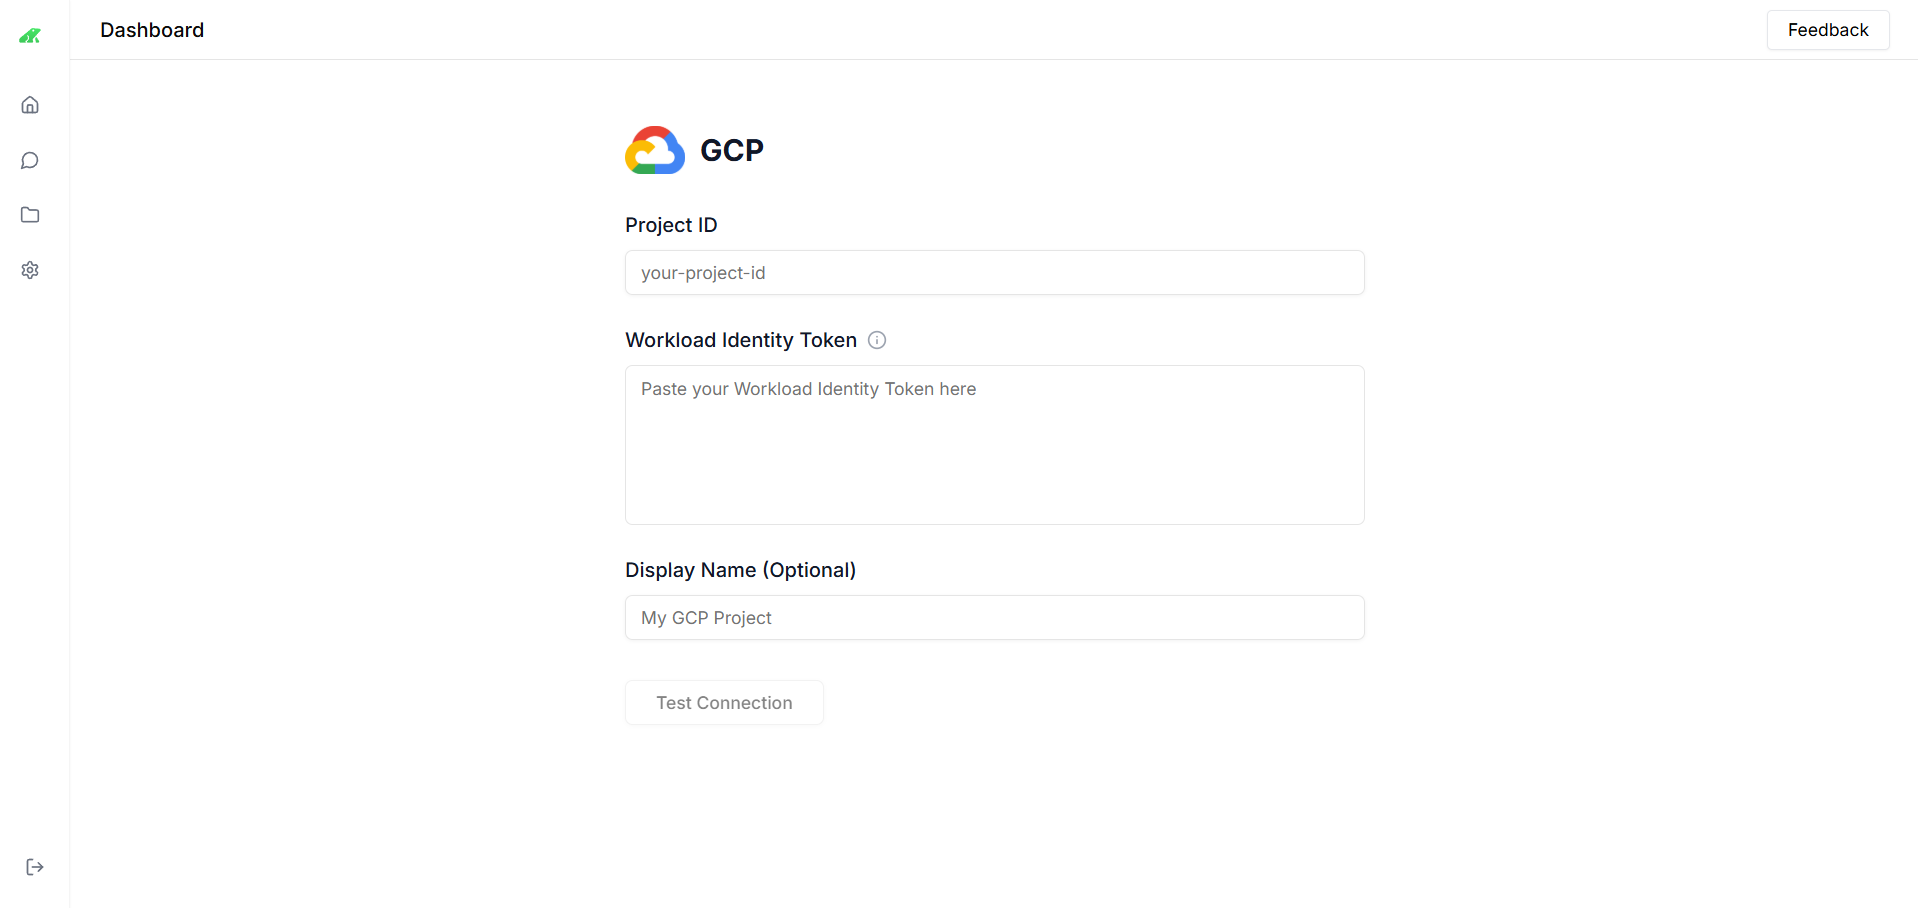 Dashboard
Feedback
GCP
Project ID
your-project-id
Workload Identity Token
Paste your Workload Identity Token here
Display Name (Optional)
My GCP Project
Test Connection